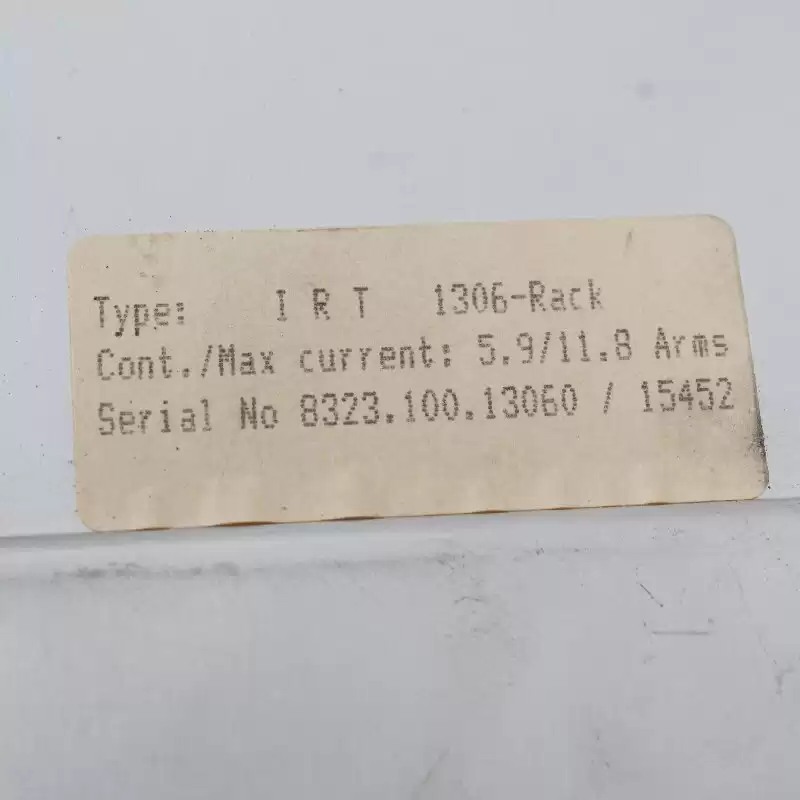 Type: I R T 1306-Rack
Cont./Max current: 5.9/11.8 Arms
Serial No 8323.100.13060 / 15452